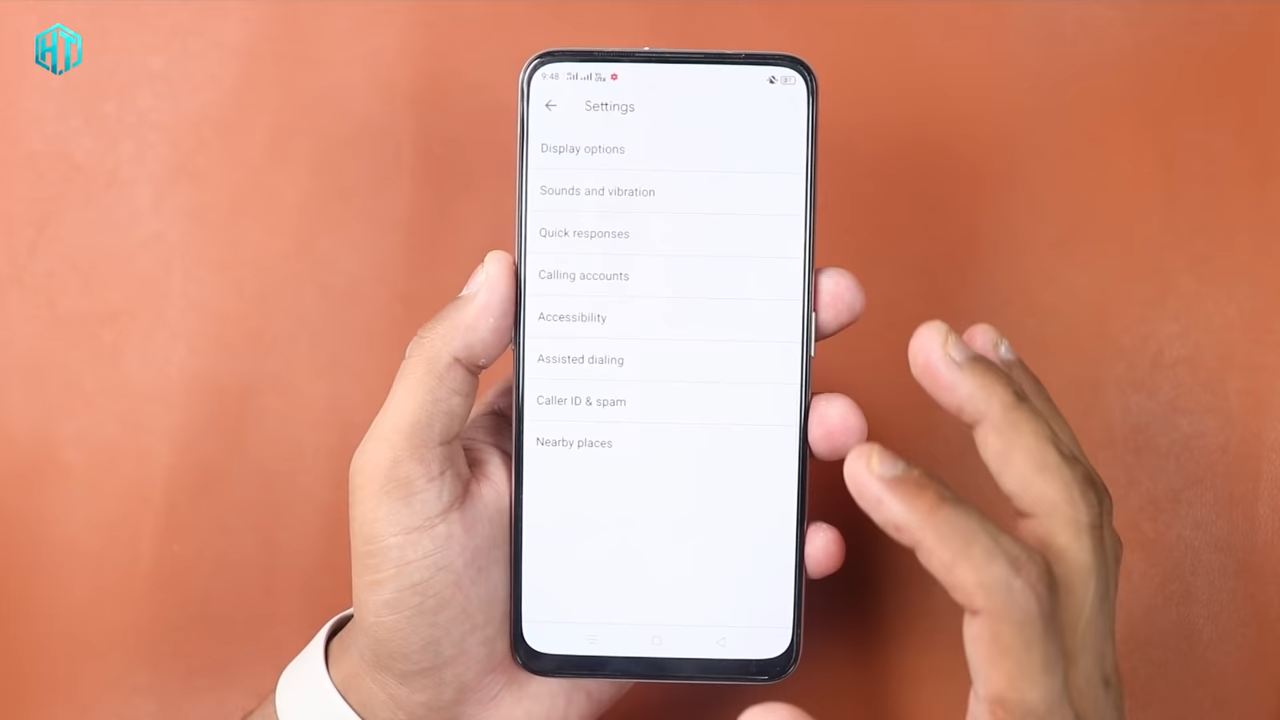 H.T
9:48
Settings
Display options
Sounds and vibration
Quick responses
Calling accounts
Accessibility
Assisted dialing
Caller ID & spam
Nearby places